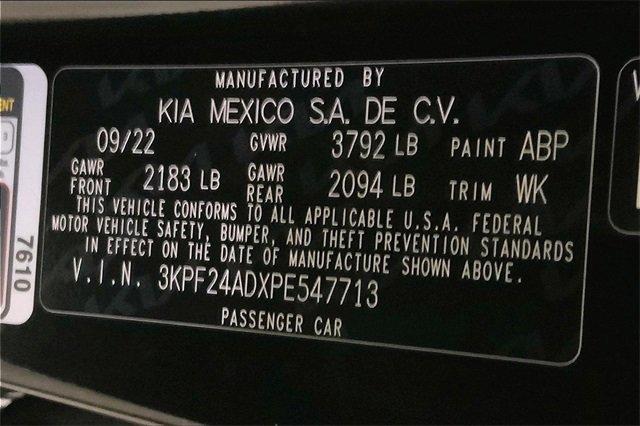 MANUFACTURED BY
KIA MEXICO S.A. DE C.V.
09/22 GVWR 3792 LB PAINT ABP
GAWR FRONT 2183 LB GAWR REAR 2094 LB TRIM WK
THIS VEHICLE CONFORMS TO ALL APPLICABLE U.S.A. FEDERAL
MOTOR VEHICLE SAFETY, BUMPER, AND THEFT PREVENTION STANDARDS
IN EFFECT ON THE DATE OF MANUFACTURE SHOWN ABOVE.
V.I.N. 3KPF24ADXPE547713
PASSENGER CAR
7610